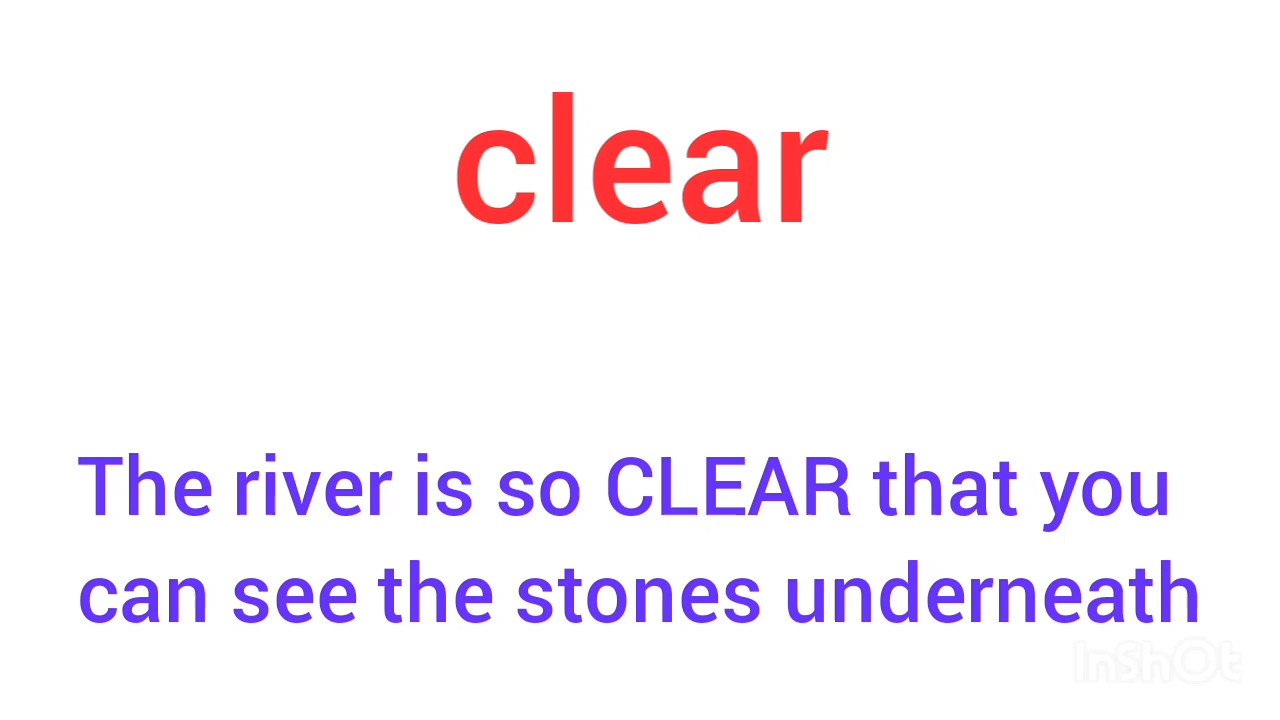 clear
The river is so CLEAR that you
can see the stones underneath
InShOt